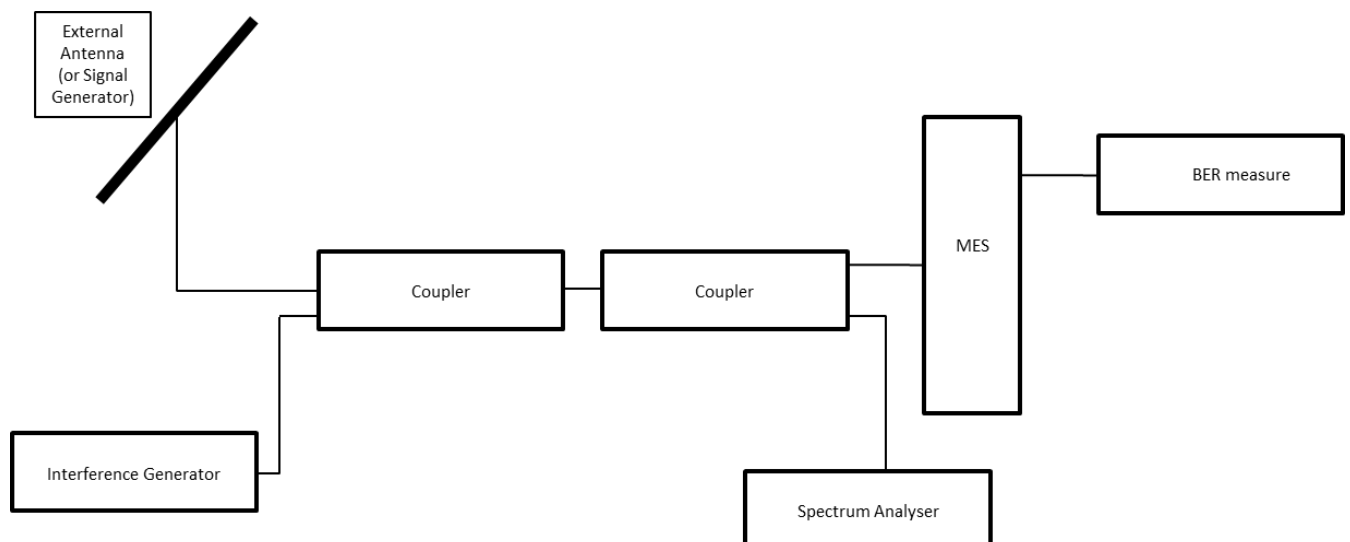 External
Antenna
(or Signal
Generator)
BER measure
MES
Coupler
Coupler
Interference Generator
Spectrum Analyser